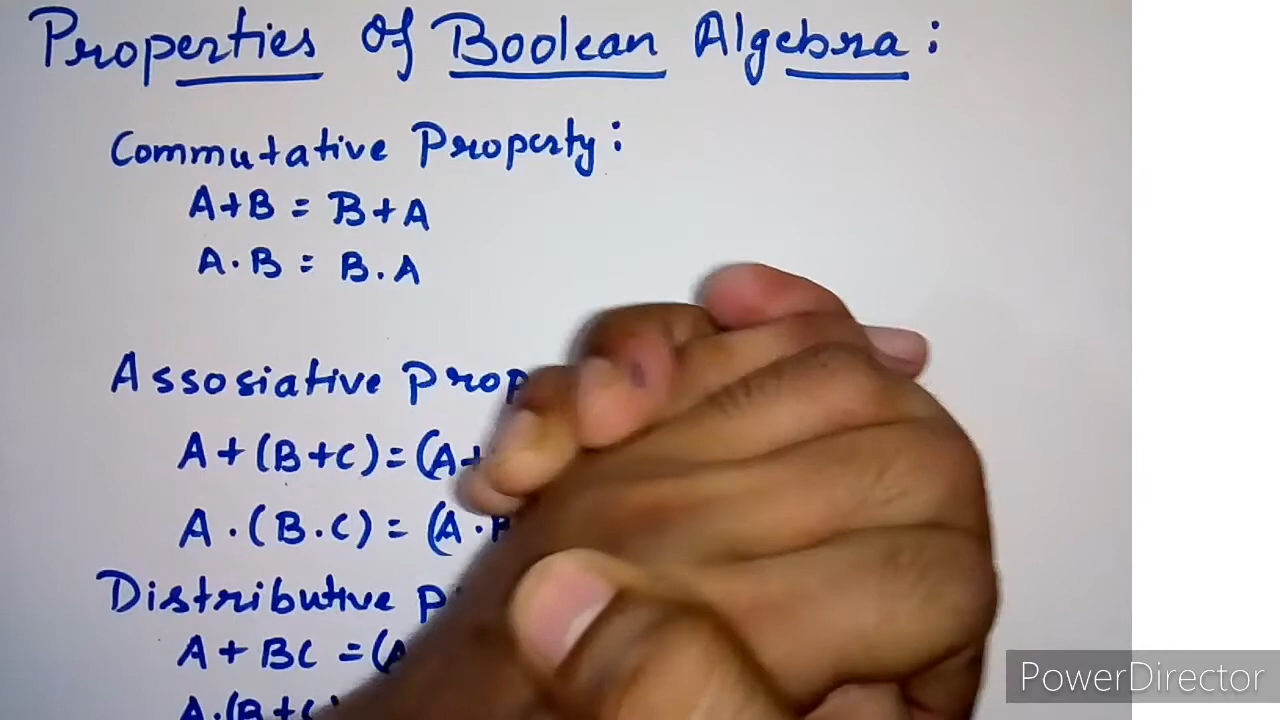 Properties Of Boolean Algebra :
Commutative Property :
A+B = B+A
A.B = B.A
Assosiative Prop
A+(B+C)=(A+
A.(B.C)=(A.
Distributive P
A+BC =(A
A.(B+C)
PowerDirector